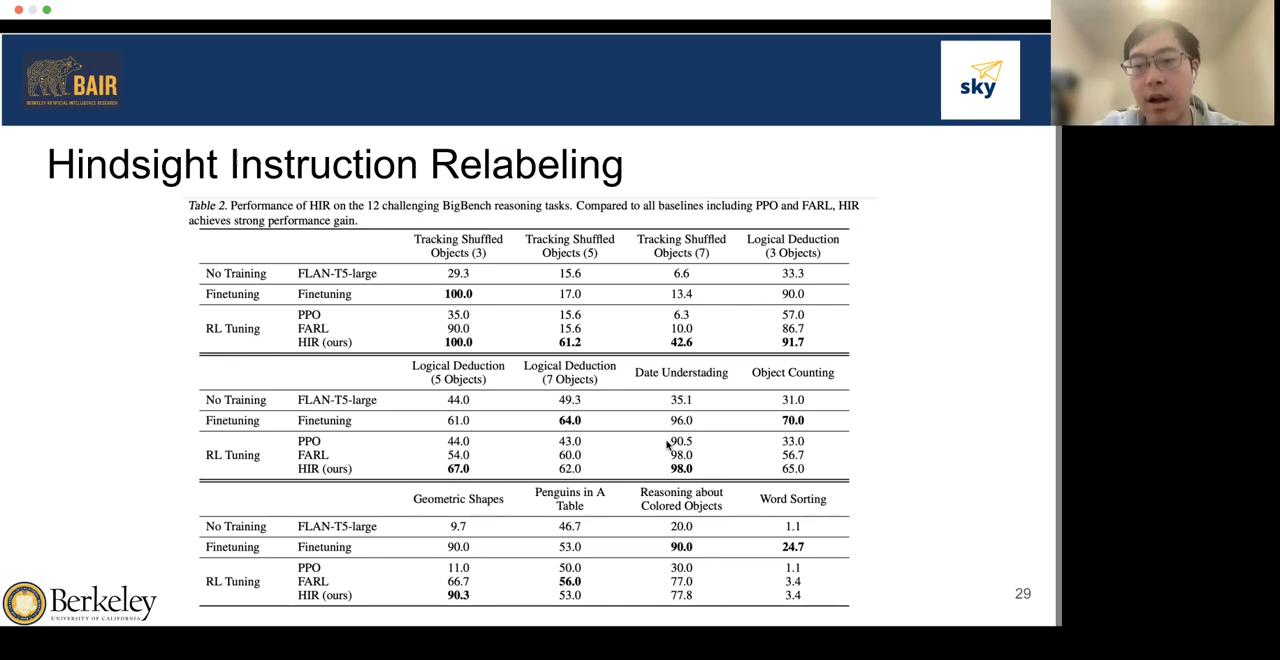 BAIR
BERKELEY ARTIFICIAL INTELLIGENCE RESEARCH
sky
Hindsight Instruction Relabeling
Table 2. Performance of HIR on the 12 challenging BigBench reasoning tasks. Compared to all baselines including PPO and FARL, HIR
achieves strong performance gain.
Tracking Shuffled Objects (3) Tracking Shuffled Objects (5) Tracking Shuffled Objects (7) Logical Deduction (3 Objects)
No Training FLAN-T5-large 29.3 15.6 6.6 33.3
Finetuning Finetuning 100.0 17.0 13.4 90.0
PPO 35.0 15.6 6.3 57.0
RL Tuning FARL 90.0 15.6 10.0 86.7
HIR (ours) 100.0 61.2 42.6 91.7
Logical Deduction (5 Objects) Logical Deduction (7 Objects) Date Understading Object Counting
No Training FLAN-T5-large 44.0 49.3 35.1 31.0
Finetuning Finetuning 61.0 64.0 96.0 70.0
PPO 44.0 43.0 90.5 33.0
RL Tuning FARL 54.0 60.0 98.0 56.7
HIR (ours) 67.0 62.0 98.0 65.0
Geometric Shapes Penguins in A Table Reasoning about Colored Objects Word Sorting
No Training FLAN-T5-large 9.7 46.7 20.0 1.1
Finetuning Finetuning 90.0 53.0 90.0 24.7
PPO 11.0 50.0 30.0 1.1
RL Tuning FARL 66.7 56.0 77.0 3.4
HIR (ours) 90.3 53.0 77.8 3.4
Berkeley
UNIVERSITY OF CALIFORNIA
29